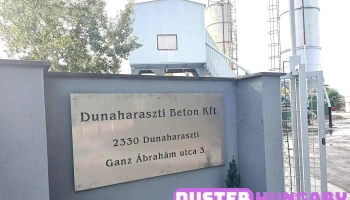 Dunaharaszti Beton Kft.
2330 Dunaharaszti
Ganz Ábrahám utca 3.
DUSTER HUNGARY